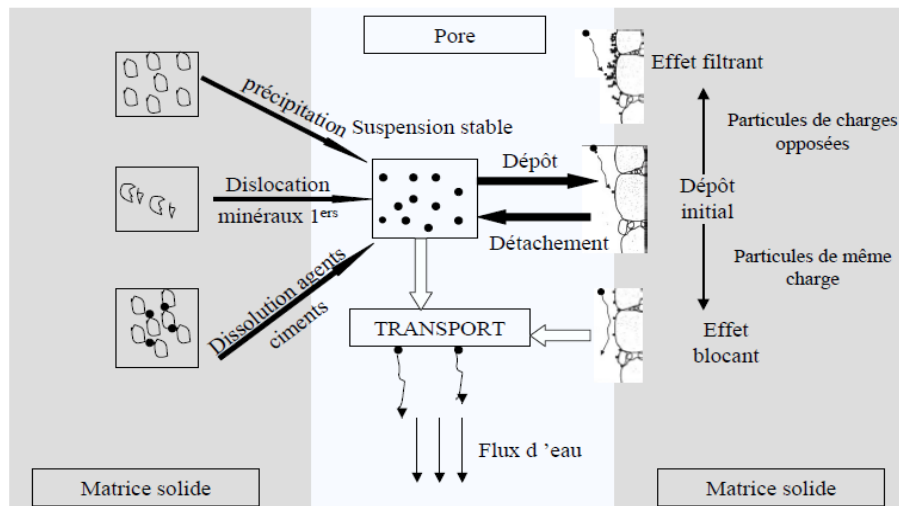 Pore
précipitation
Suspension stable
Dislocation
minéraux 1ers
Dissolution agents
ciments
Dépôt
Détachement
TRANSPORT
Flux d ’eau
Effet filtrant
Particules de charges
opposées
Dépôt
initial
Particules de même
charge
Effet
blocant
Matrice solide
Matrice solide